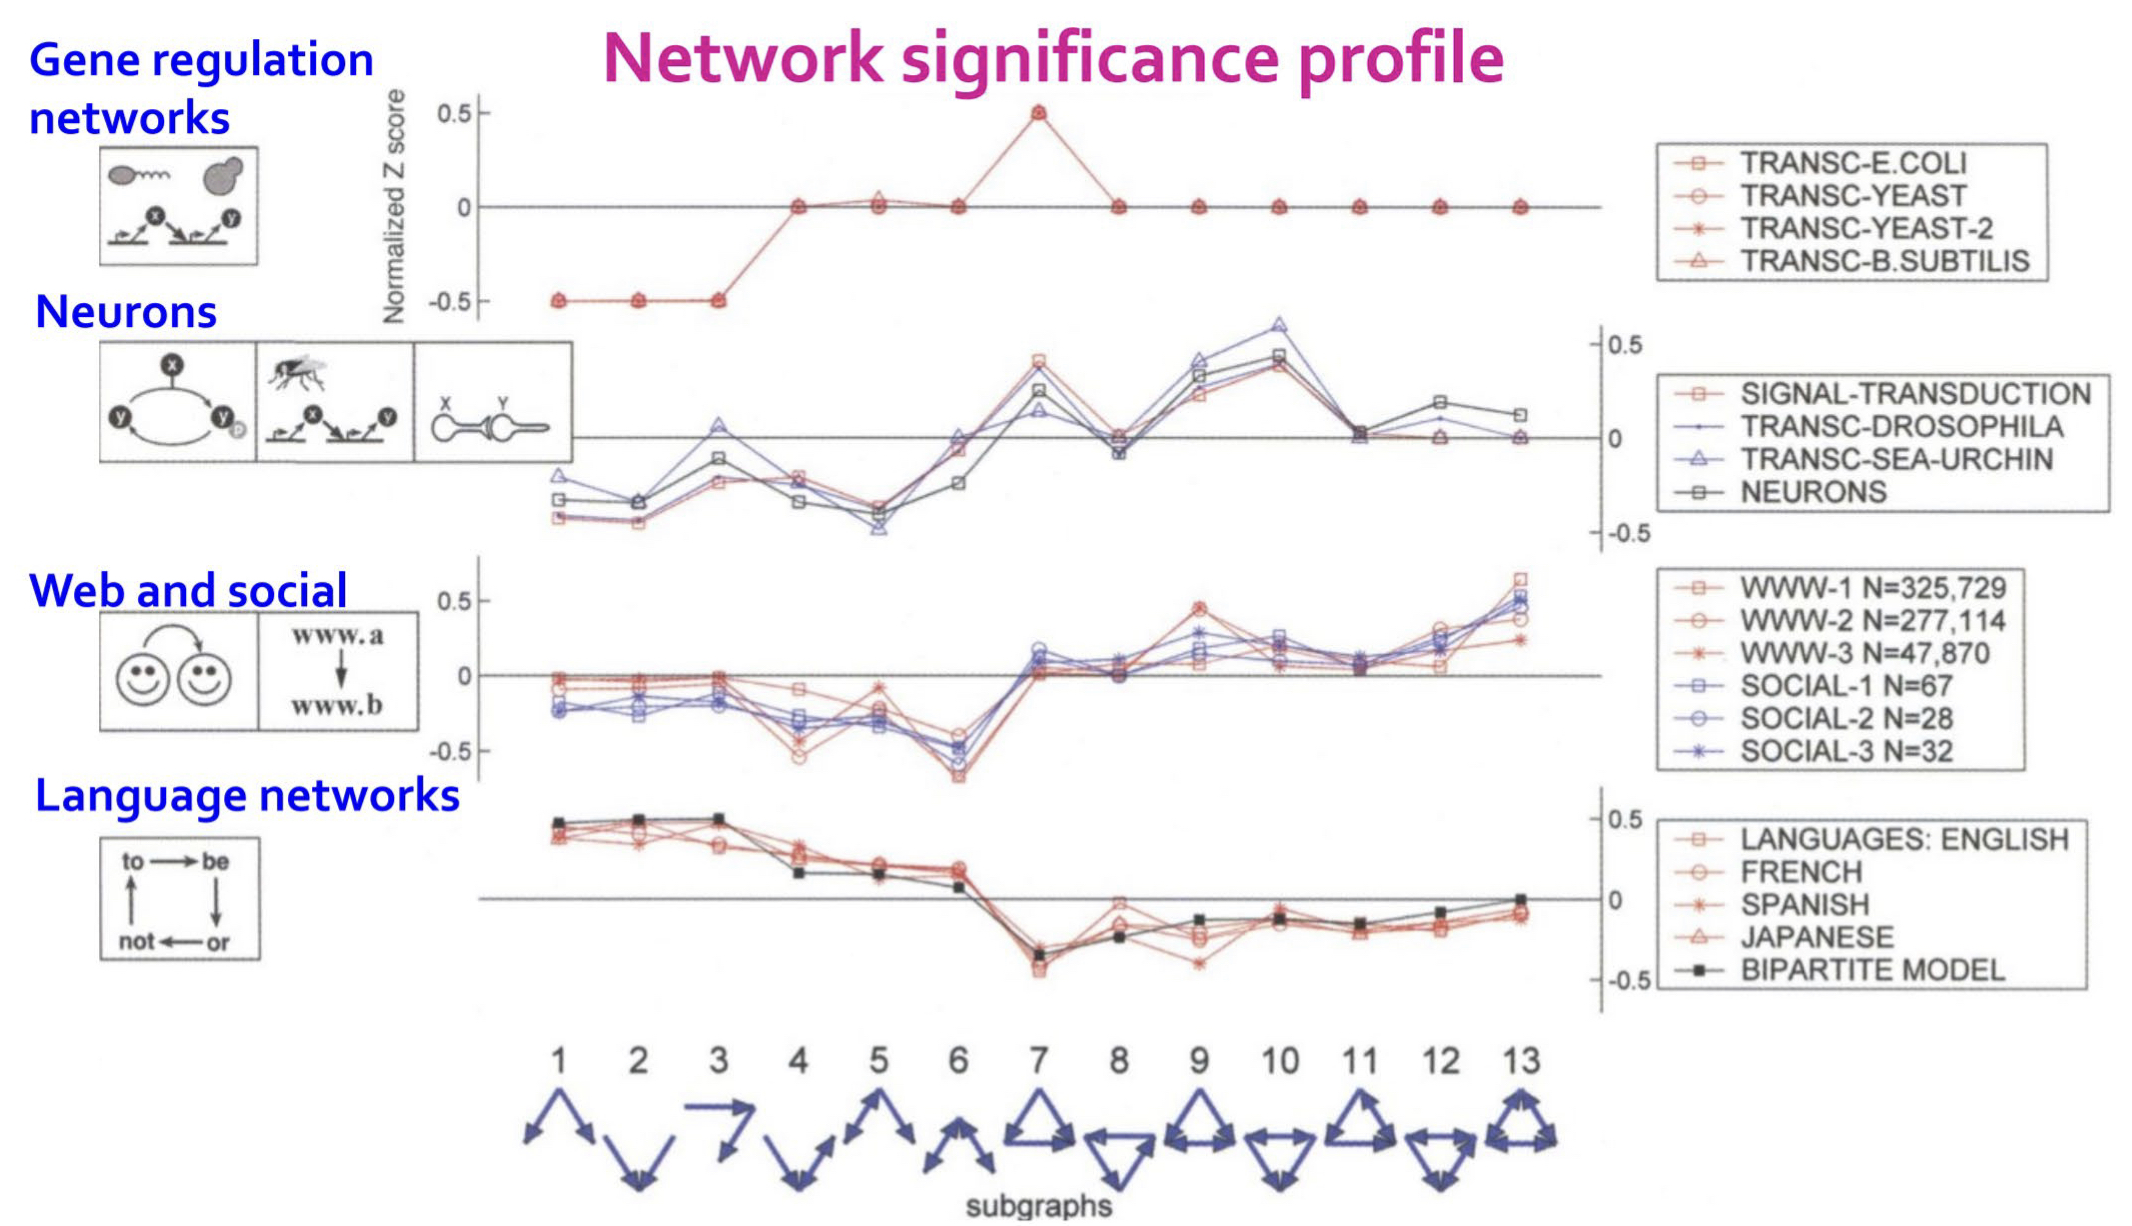 Network significance profile
Gene regulation
networks
x
y
Normalized Z score
0.5
0
-0.5
TRANSC-E.COLI
TRANSC-YEAST
TRANSC-YEAST-2
TRANSC-B.SUBTILIS
Neurons
x
y
y
p
x
y
X Y
0.5
0
-0.5
SIGNAL-TRANSDUCTION
TRANSC-DROSOPHILA
TRANSC-SEA-URCHIN
NEURONS
Web and social
www.a
www.b
0.5
0
-0.5
WWW-1 N=325,729
WWW-2 N=277,114
WWW-3 N=47,870
SOCIAL-1 N=67
SOCIAL-2 N=28
SOCIAL-3 N=32
Language networks
to be
not or
0.5
0
-0.5
LANGUAGES: ENGLISH
FRENCH
SPANISH
JAPANESE
BIPARTITE MODEL
1 2 3 4 5 6 7 8 9 10 11 12 13
subgraphs